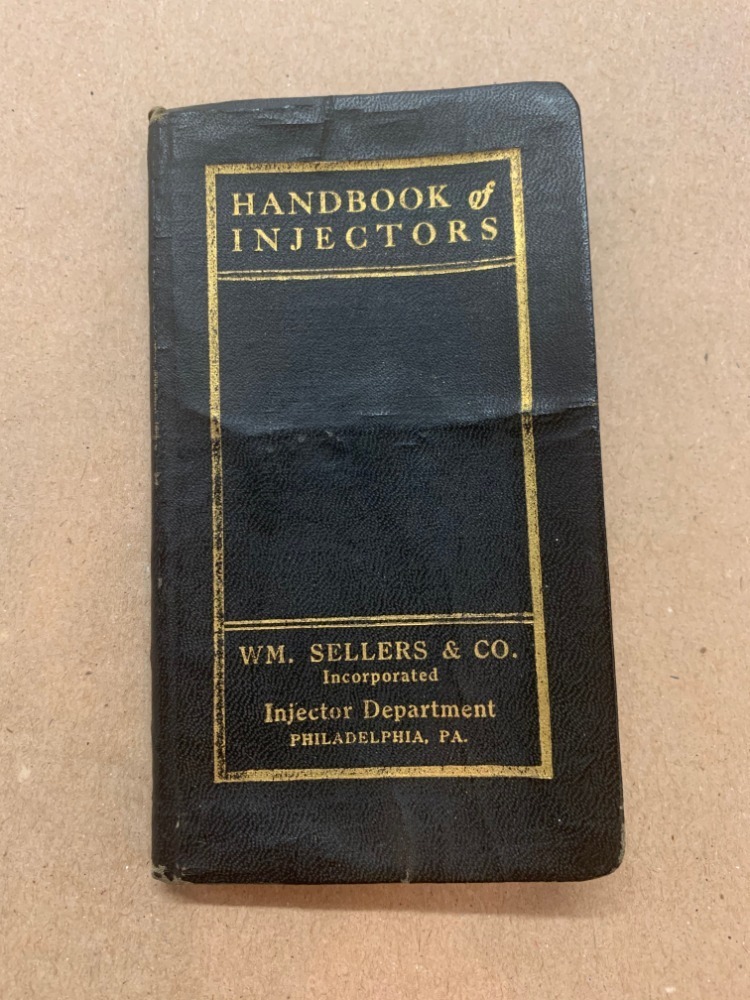 HANDBOOK of
INJECTORS
WM. SELLERS & CO.
Incorporated
Injector Department
PHILADELPHIA, PA.